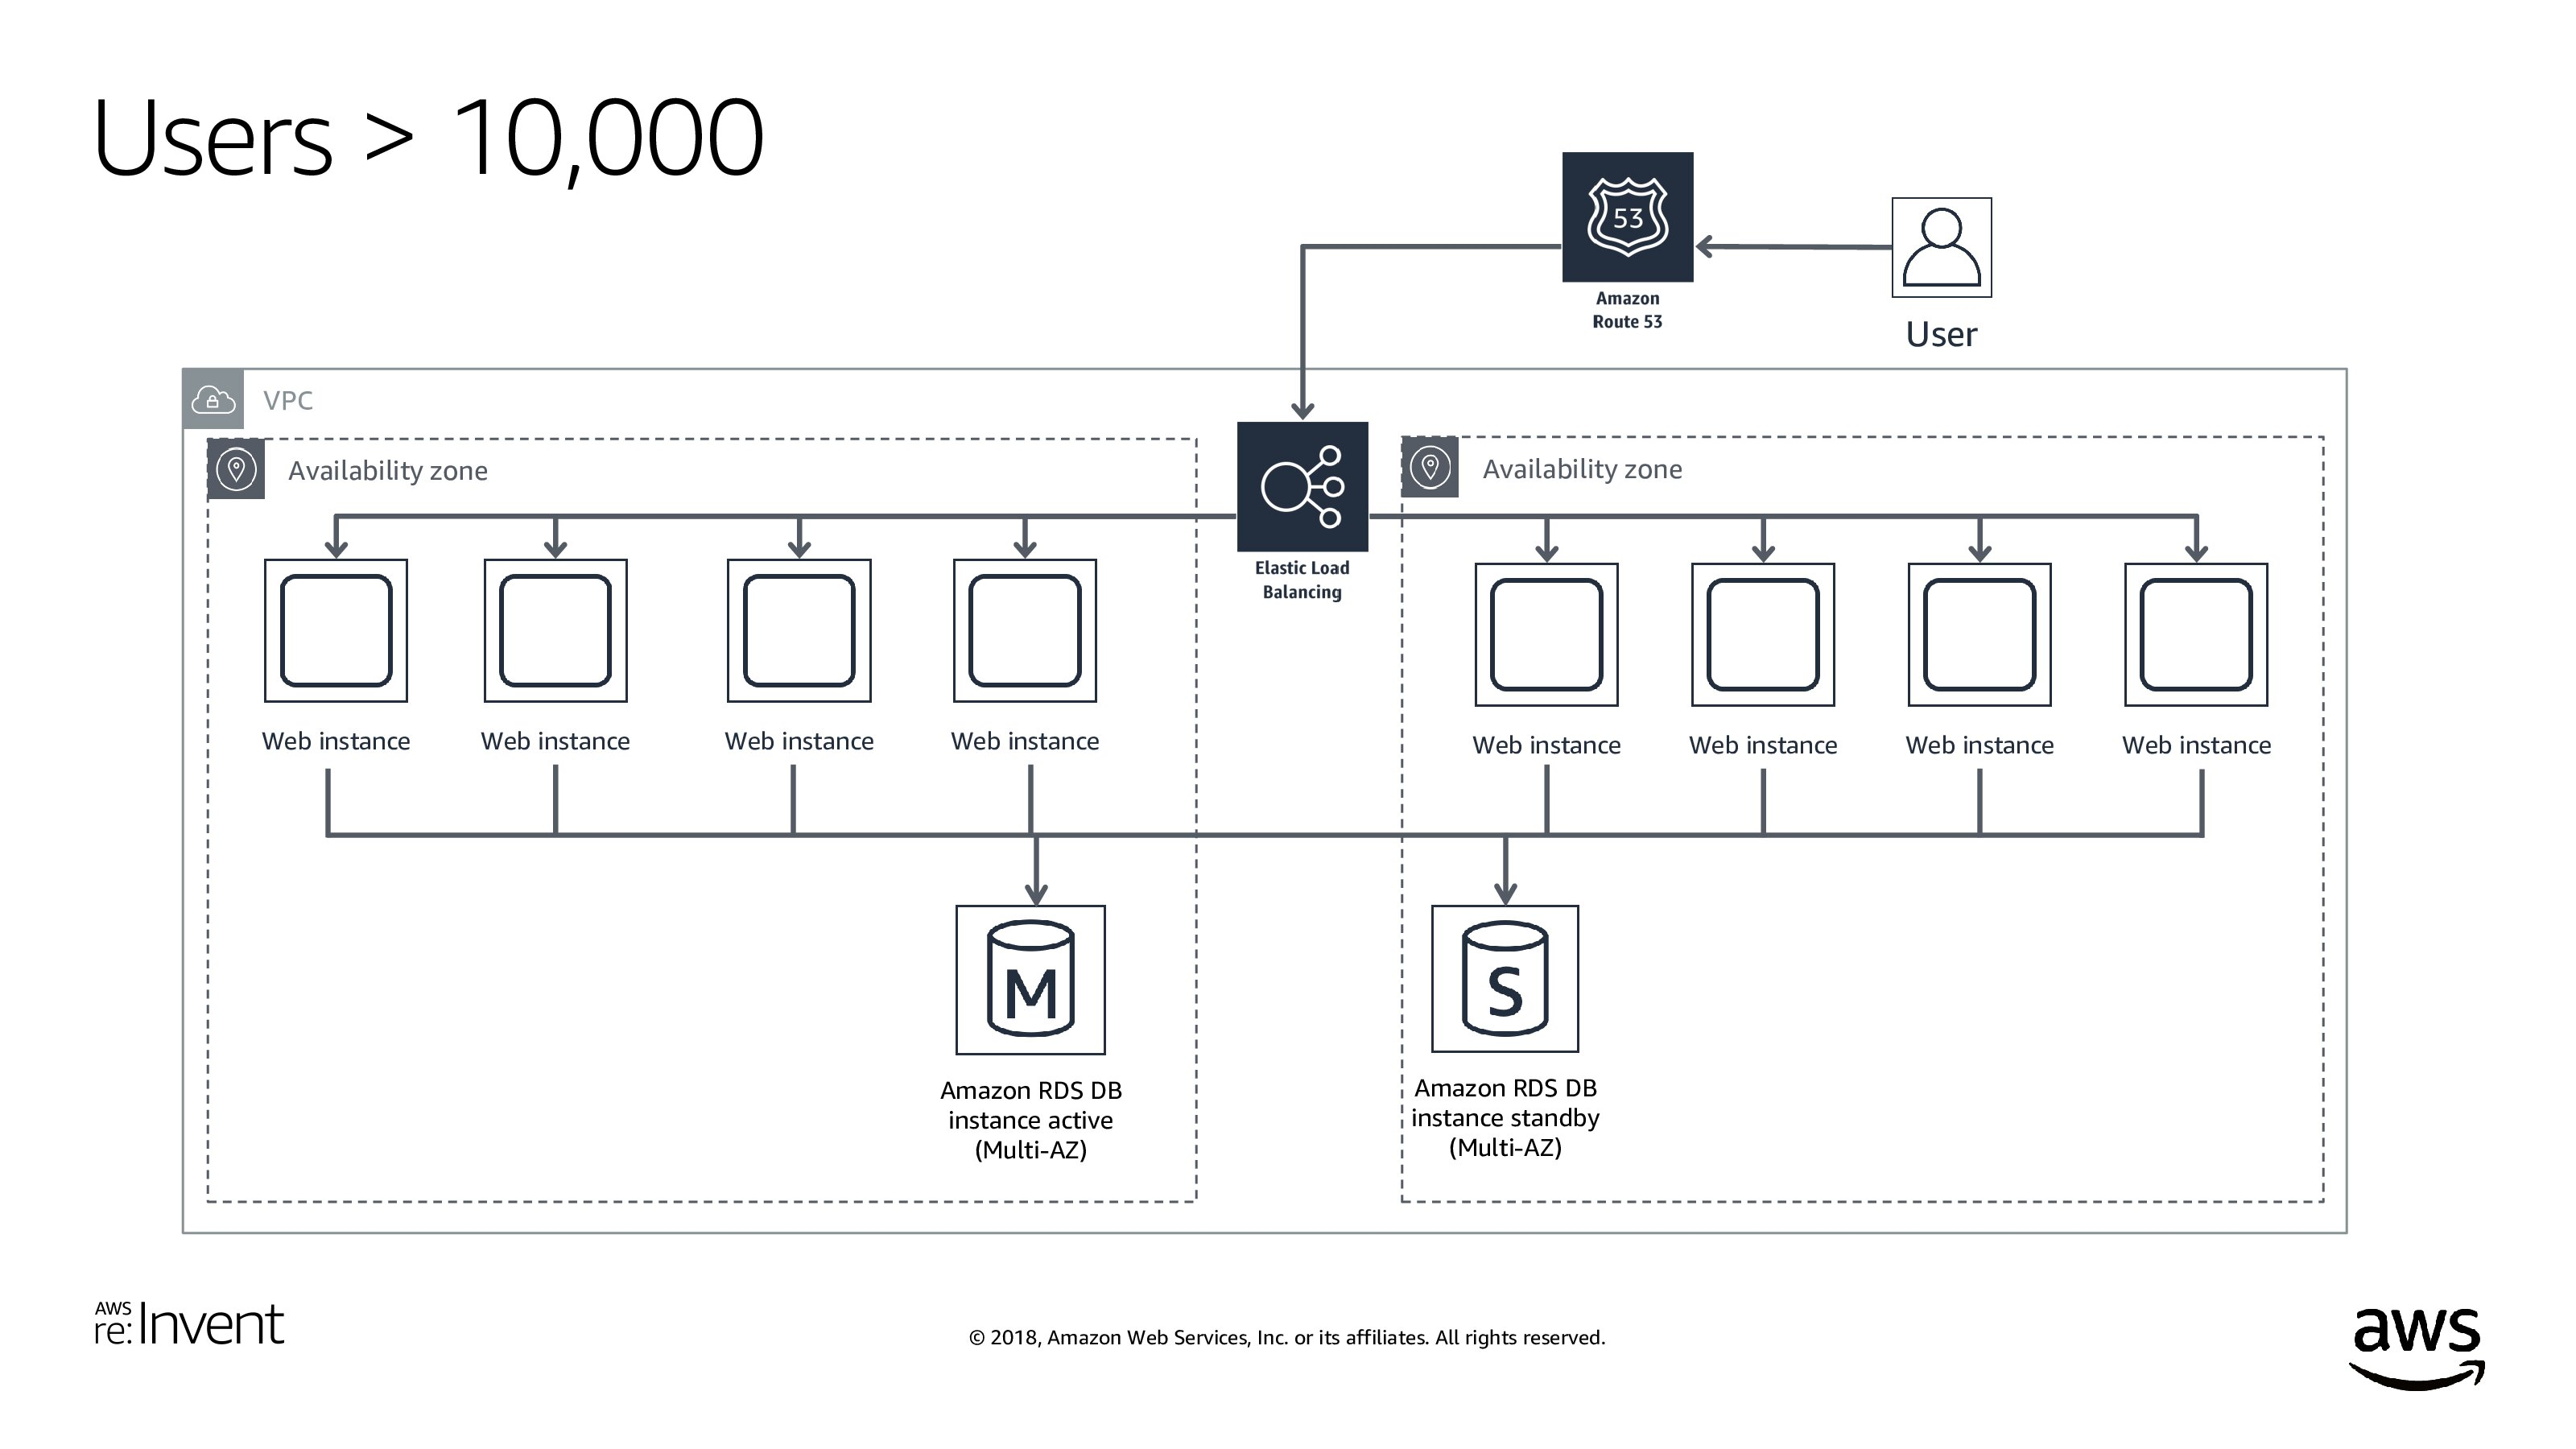 Users > 10,000
53
Amazon
Route 53
User
VPC
Availability zone
Availability zone
Elastic Load
Balancing
Web instance
Web instance
Web instance
Web instance
Web instance
Web instance
Web instance
Web instance
M
S
Amazon RDS DB
instance active
(Multi-AZ)
Amazon RDS DB
instance standby
(Multi-AZ)
AWS
re:Invent
© 2018, Amazon Web Services, Inc. or its affiliates. All rights reserved.
aws